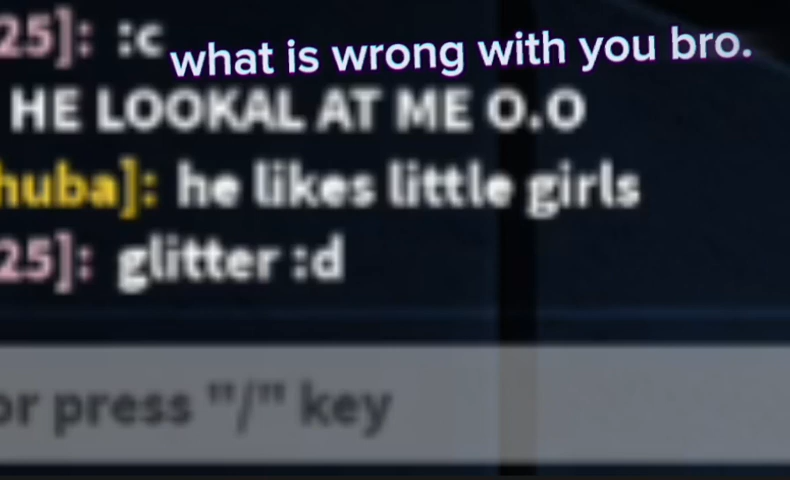 25]: :c
what is wrong with you bro.
HE LOOKAL AT ME O.O
huba]: he likes little girls
25]: glitter :d
or press "/" key